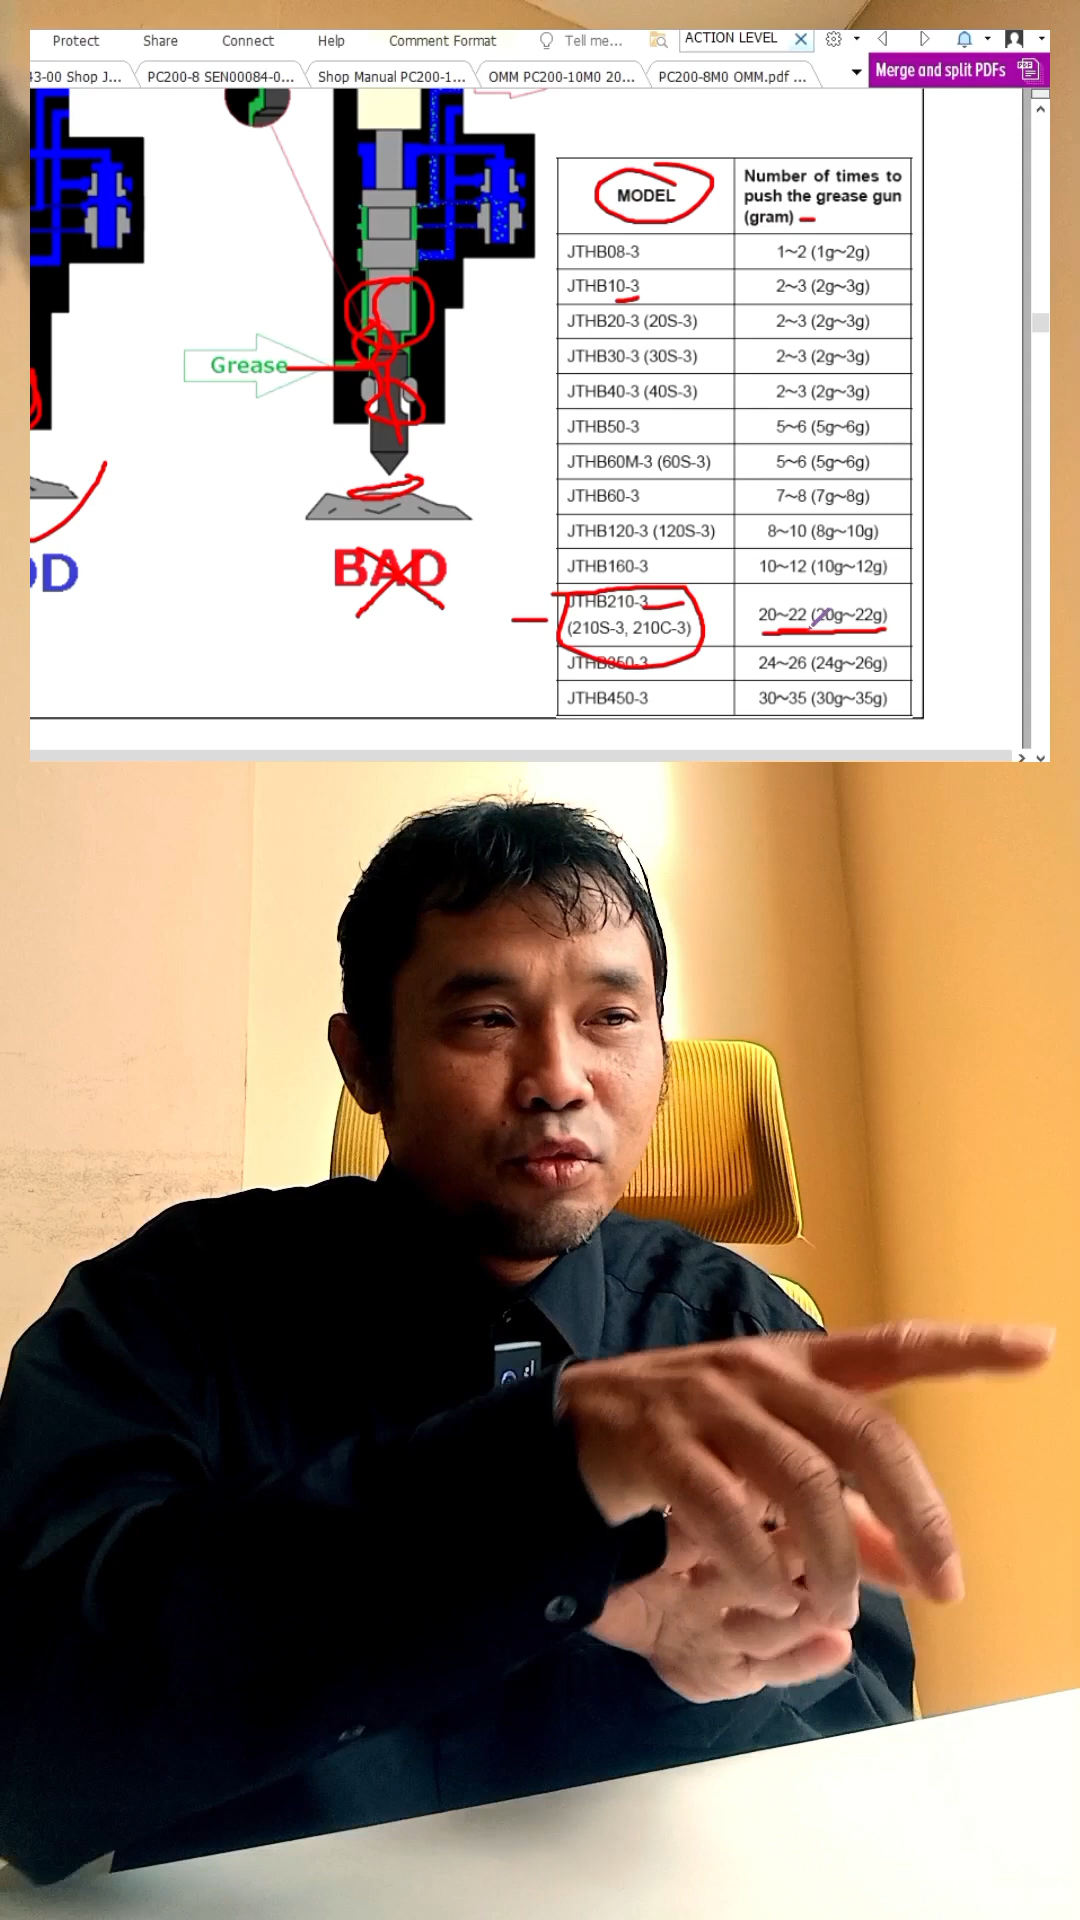 Protect Share Connect Help Comment Format Tell me... ACTION LEVEL
43-00 Shop J... PC200-8 SEN00084-0... Shop Manual PC200-1... OMM PC200-10M0 20... PC200-8M0 OMM.pdf ... Merge and split PDFs
MODEL Number of times to push the grease gun (gram)
JTHB08-3 1~2 (1g~2g)
JTHB10-3 2~3 (2g~3g)
JTHB20-3 (20S-3) 2~3 (2g~3g)
JTHB30-3 (30S-3) 2~3 (2g~3g)
Grease
JTHB40-3 (40S-3) 2~3 (2g~3g)
JTHB50-3 5~6 (5g~6g)
JTHB60M-3 (60S-3) 5~6 (5g~6g)
JTHB60-3 7~8 (7g~8g)
JTHB120-3 (120S-3) 8~10 (8g~10g)
JTHB160-3 10~12 (10g~12g)
OD BAD
JTHB210-3 (210S-3, 210C-3) 20~22 (20g~22g)
JTHB350-3 24~26 (24g~26g)
JTHB450-3 30~35 (30g~35g)